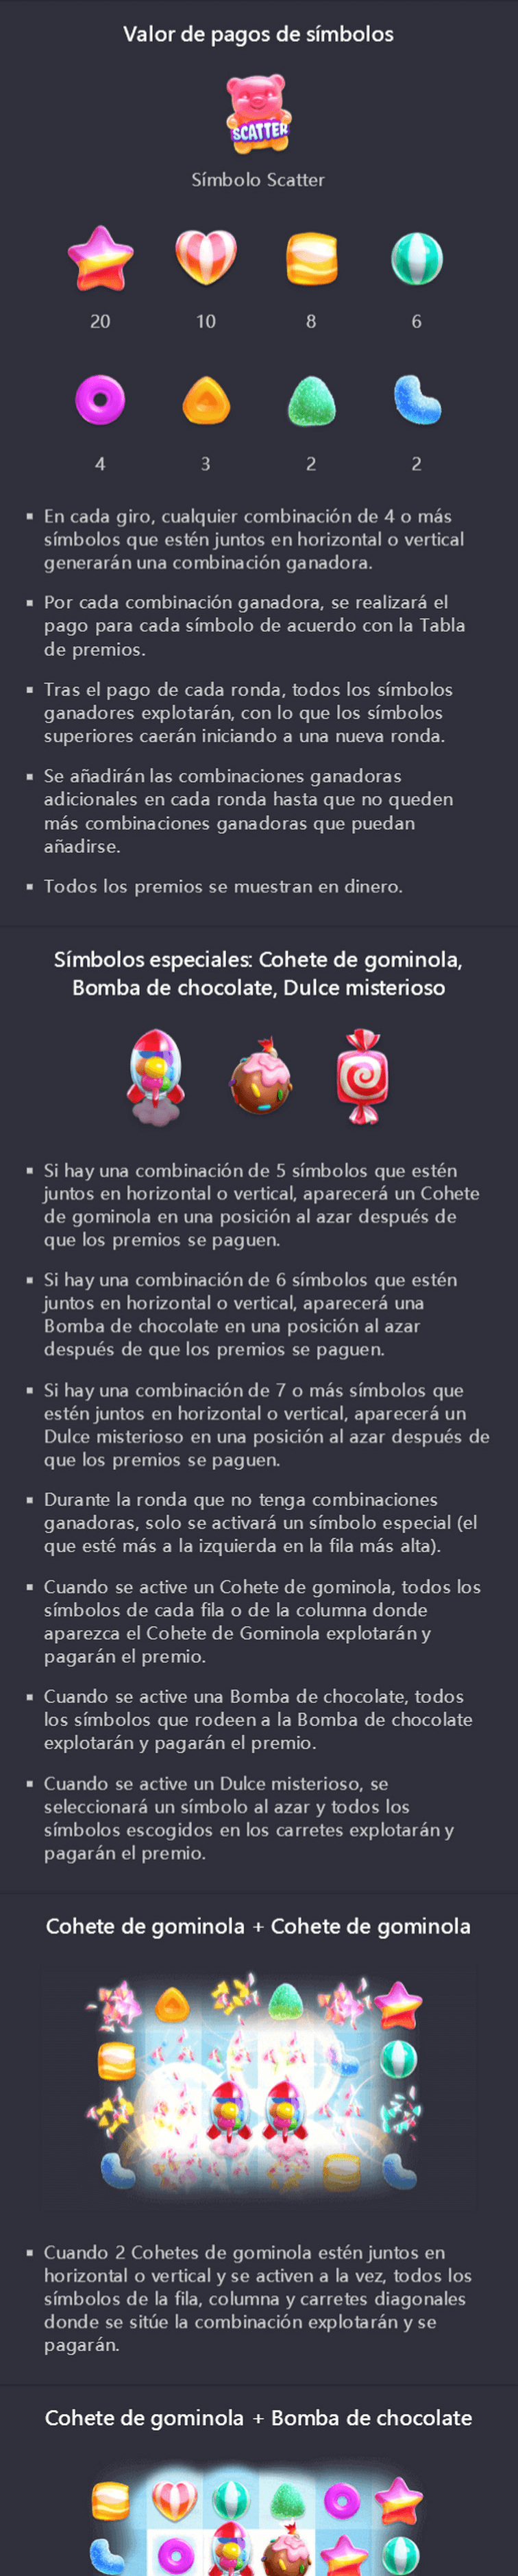 Valor de pagos de símbolos
SCATTER
Símbolo Scatter
20 10 8 6
4 3 2 2
▪ En cada giro, cualquier combinación de 4 o más
símbolos que estén juntos en horizontal o vertical
generarán una combinación ganadora.
▪ Por cada combinación ganadora, se realizará el
pago para cada símbolo de acuerdo con la Tabla
de premios.
▪ Tras el pago de cada ronda, todos los símbolos
ganadores explotarán, con lo que los símbolos
superiores caerán iniciando a una nueva ronda.
▪ Se añadirán las combinaciones ganadoras
adicionales en cada ronda hasta que no queden
más combinaciones ganadoras que puedan
añadirse.
▪ Todos los premios se muestran en dinero.
Símbolos especiales: Cohete de gominola,
Bomba de chocolate, Dulce misterioso
▪ Si hay una combinación de 5 símbolos que estén
juntos en horizontal o vertical, aparecerá un Cohete
de gominola en una posición al azar después de
que los premios se paguen.
▪ Si hay una combinación de 6 símbolos que estén
juntos en horizontal o vertical, aparecerá una
Bomba de chocolate en una posición al azar
después de que los premios se paguen.
▪ Si hay una combinación de 7 o más símbolos que
estén juntos en horizontal o vertical, aparecerá un
Dulce misterioso en una posición al azar después de
que los premios se paguen.
▪ Durante la ronda que no tenga combinaciones
ganadoras, solo se activará un símbolo especial (el
que esté más a la izquierda en la fila más alta).
▪ Cuando se active un Cohete de gominola, todos los
símbolos de cada fila o de la columna donde
aparezca el Cohete de Gominola explotarán y
pagarán el premio.
▪ Cuando se active una Bomba de chocolate, todos
los símbolos que rodeen a la Bomba de chocolate
explotarán y pagarán el premio.
▪ Cuando se active un Dulce misterioso, se
seleccionará un símbolo al azar y todos los
símbolos escogidos en los carretes explotarán y
pagarán el premio.
Cohete de gominola + Cohete de gominola
▪ Cuando 2 Cohetes de gominola estén juntos en
horizontal o vertical y se activen a la vez, todos los
símbolos de la fila, columna y carretes diagonales
donde se sitúe la combinación explotarán y se
pagarán.
Cohete de gominola + Bomba de chocolate